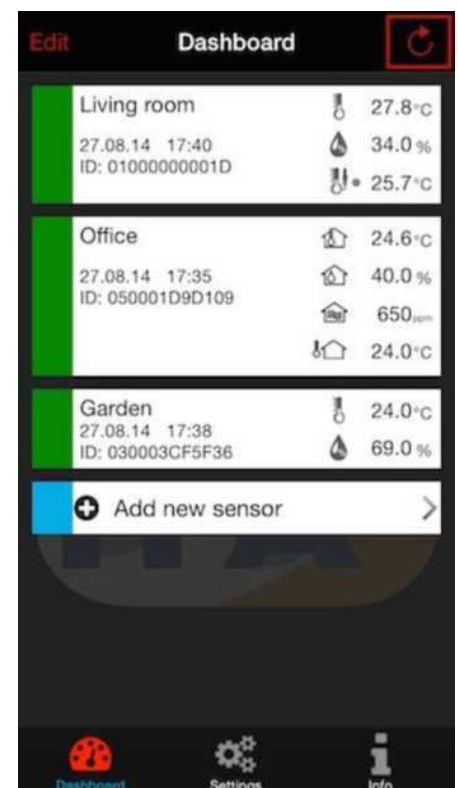 Edit Dashboard
Living room 27.8°C
27.08.14 17:40 34.0 %
ID: 01000000001D
25.7°C
Office 24.6°C
27.08.14 17:35 40.0 %
ID: 050001D9D109
650 ppm
24.0°C
Garden 24.0°C
27.08.14 17:38
ID: 030003CF5F36 69.0 %
Add new sensor
Dashboard Settings Info